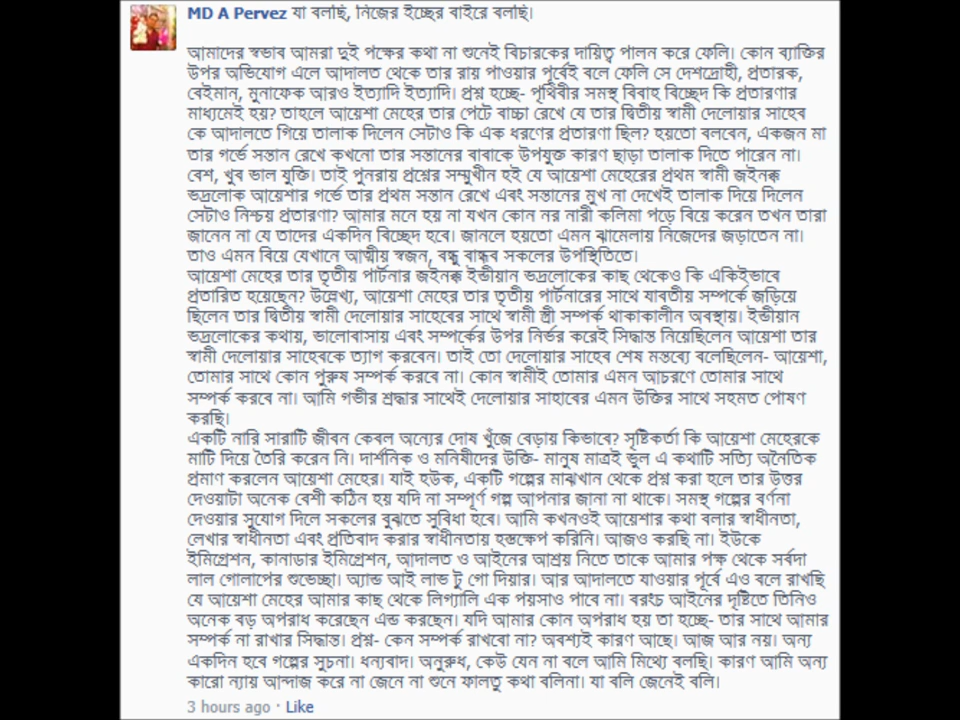 MD A Pervez যা বলছি, নিজের ইচ্ছের বাইরে বলছি।
আমাদের স্বভাব আমরা দুই পক্ষের কথা না শুনেই বিচারকের দায়িত্ব পালন করে ফেলি। কোন ব্যাক্তির
উপর অভিযোগ এলে আদালত থেকে তার রায় পাওয়ার পূর্বেই বলে ফেলি সে দেশদ্রোহী, প্রতারক,
বেইমান, মুনাফেক আরও ইত্যাদি ইত্যাদি। প্রশ্ন হচ্ছে- পৃথিবীর সমস্থ বিবাহ বিচ্ছেদ কি প্রতারণার
মাধ্যমেই হয়? তাহলে আয়েশা মেহের তার পেটে বাচ্চা রেখে যে তার দ্বিতীয় স্বামী দেলোয়ার সাহেব
কে আদালতে গিয়ে তালাক দিলেন সেটাও কি এক ধরণের প্রতারণা ছিল? হয়তো বলবেন, একজন মা
তার গর্ভে সন্তান রেখে কখনো তার সন্তানের বাবাকে উপযুক্ত কারণ ছাড়া তালাক দিতে পারেন না।
বেশ, খুব ভাল যুক্তি। তাই পুনরায় প্রশ্নের সম্মুখীন হই যে আয়েশা মেহেরের প্রথম স্বামী জইনক্ক
ভদ্রলোক আয়েশার গর্ভে তার প্রথম সন্তান রেখে এবং সন্তানের মুখ না দেখেই তালাক দিয়ে দিলেন
সেটাও নিশ্চয় প্রতারণা? আমার মনে হয় না যখন কোন নর নারী কলিমা পড়ে বিয়ে করেন তখন তারা
জানেন না যে তাদের একদিন বিচ্ছেদ হবে। জানলে হয়তো এমন ঝামেলায় নিজেদের জড়াতেন না।
তাও এমন বিয়ে যেখানে আত্মীয় স্বজন, বন্ধু বান্ধব সকলের উপস্থিতিতে।
আয়েশা মেহের তার তৃতীয় পার্টনার জইনক্ক ইন্ডীয়ান ভদ্রলোকের কাছ থেকেও কি একিইভাবে
প্রতারিত হয়েছেন? উল্লেখ্য, আয়েশা মেহের তার তৃতীয় পার্টনারের সাথে যাবতীয় সম্পর্কে জড়িয়ে
ছিলেন তার দ্বিতীয় স্বামী দেলোয়ার সাহেবের সাথে স্বামী স্ত্রী সম্পর্ক থাকাকালীন অবস্থায়। ইন্ডীয়ান
ভদ্রলোকের কথায়, ভালোবাসায় এবং সম্পর্কের উপর নির্ভর করেই সিদ্ধান্ত নিয়েছিলেন আয়েশা তার
স্বামী দেলোয়ার সাহেবকে ত্যাগ করবেন। তাই তো দেলোয়ার সাহেব শেষ মন্তব্যে বলেছিলেন- আয়েশা,
তোমার সাথে কোন পুরুষ সম্পর্ক করবে না। কোন স্বামীই তোমার এমন আচরণে তোমার সাথে
সম্পর্ক করবে না। আমি গভীর শ্রদ্ধার সাথেই দেলোয়ার সাহাবের এমন উক্তির সাথে সহমত পোষণ
করছি।
একটি নারি সারাটি জীবন কেবল অন্যের দোষ খুঁজে বেড়ায় কিভাবে? সৃষ্টিকর্তা কি আয়েশা মেহেরকে
মাটি দিয়ে তৈরি করেন নি। দার্শনিক ও মনিষীদের উক্তি- মানুষ মাত্রই ভুল এ কথাটি সত্যি অনৈতিক
প্রমাণ করলেন আয়েশা মেহের। যাই হউক, একটি গল্পের মাঝখান থেকে প্রশ্ন করা হলে তার উত্তর
দেওয়াটা অনেক বেশী কঠিন হয় যদি না সম্পূর্ণ গল্প আপনার জানা না থাকে। সমস্থ গল্পের বর্ণনা
দেওয়ার সুযোগ দিলে সকলের বুঝতে সুবিধা হবে। আমি কখনওই আয়েশার কথা বলার স্বাধীনতা,
লেখার স্বাধীনতা এবং প্রতিবাদ করার স্বাধীনতায় হস্তক্ষেপ করিনি। আজও করছি না। ইউকে
ইমিগ্রেশন, কানাডার ইমিগ্রেশন, আদালত ও আইনের আশ্রয় নিতে তাকে আমার পক্ষ থেকে সর্বদা
লাল গোলাপের শুভেচ্ছা। অ্যান্ড আই লাভ টু গো দিয়ার। আর আদালতে যাওয়ার পূর্বে এও বলে রাখছি
যে আয়েশা মেহের আমার কাছ থেকে লিগ্যালি এক পয়সাও পাবে না। বরংচ আইনের দৃষ্টিতে তিনিও
অনেক বড় অপরাধ করেছেন এন্ড করছেন। যদি আমার কোন অপরাধ হয় তা হচ্ছে- তার সাথে আমার
সম্পর্ক না রাখার সিদ্ধান্ত। প্রশ্ন- কেন সম্পর্ক রাখবো না? অবশ্যই কারণ আছে। আজ আর নয়। অন্য
একদিন হবে গল্পের সুচনা। ধন্যবাদ। অনুরুধ, কেউ যেন না বলে আমি মিথ্যে বলছি। কারণ আমি অন্য
কারো ন্যায় আন্দাজ করে না জেনে না শুনে ফালতু কথা বলিনা। যা বলি জেনেই বলি।
3 hours ago · Like